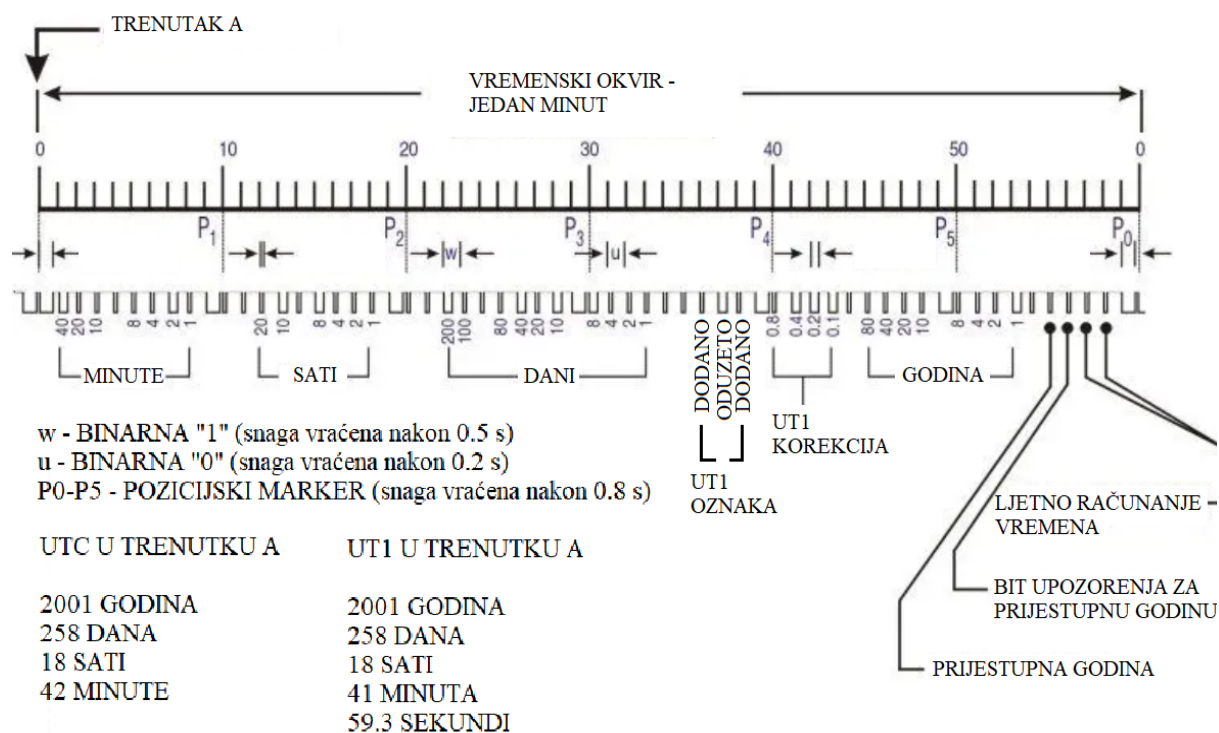 TRENUTAK A
VREMENSKI OKVIR -
JEDAN MINUT
0 10 20 30 40 50 0
P1 P2 P3 P4 P5 P0
w u
40 20 10 8 4 2 1 20 10 8 4 2 1 200 100 80 40 20 10 8 4 2 1 0.8 0.4 0.2 0.1 80 40 20 10 8 4 2 1
MINUTE SATI DANI GODINA
DODANO
ODUZETO
DODANO
UT1
KOREKCIJA
UT1
OZNAKA
w - BINARNA "1" (snaga vraćena nakon 0.5 s)
u - BINARNA "0" (snaga vraćena nakon 0.2 s)
P0-P5 - POZICIJSKI MARKER (snaga vraćena nakon 0.8 s)
LJETNO RAČUNANJE
VREMENA
BIT UPOZORENJA ZA
PRIJESTUPNU GODINU
PRIJESTUPNA GODINA
UTC U TRENUTKU A
2001 GODINA
258 DANA
18 SATI
42 MINUTE
UT1 U TRENUTKU A
2001 GODINA
258 DANA
18 SATI
41 MINUTA
59.3 SEKUNDI